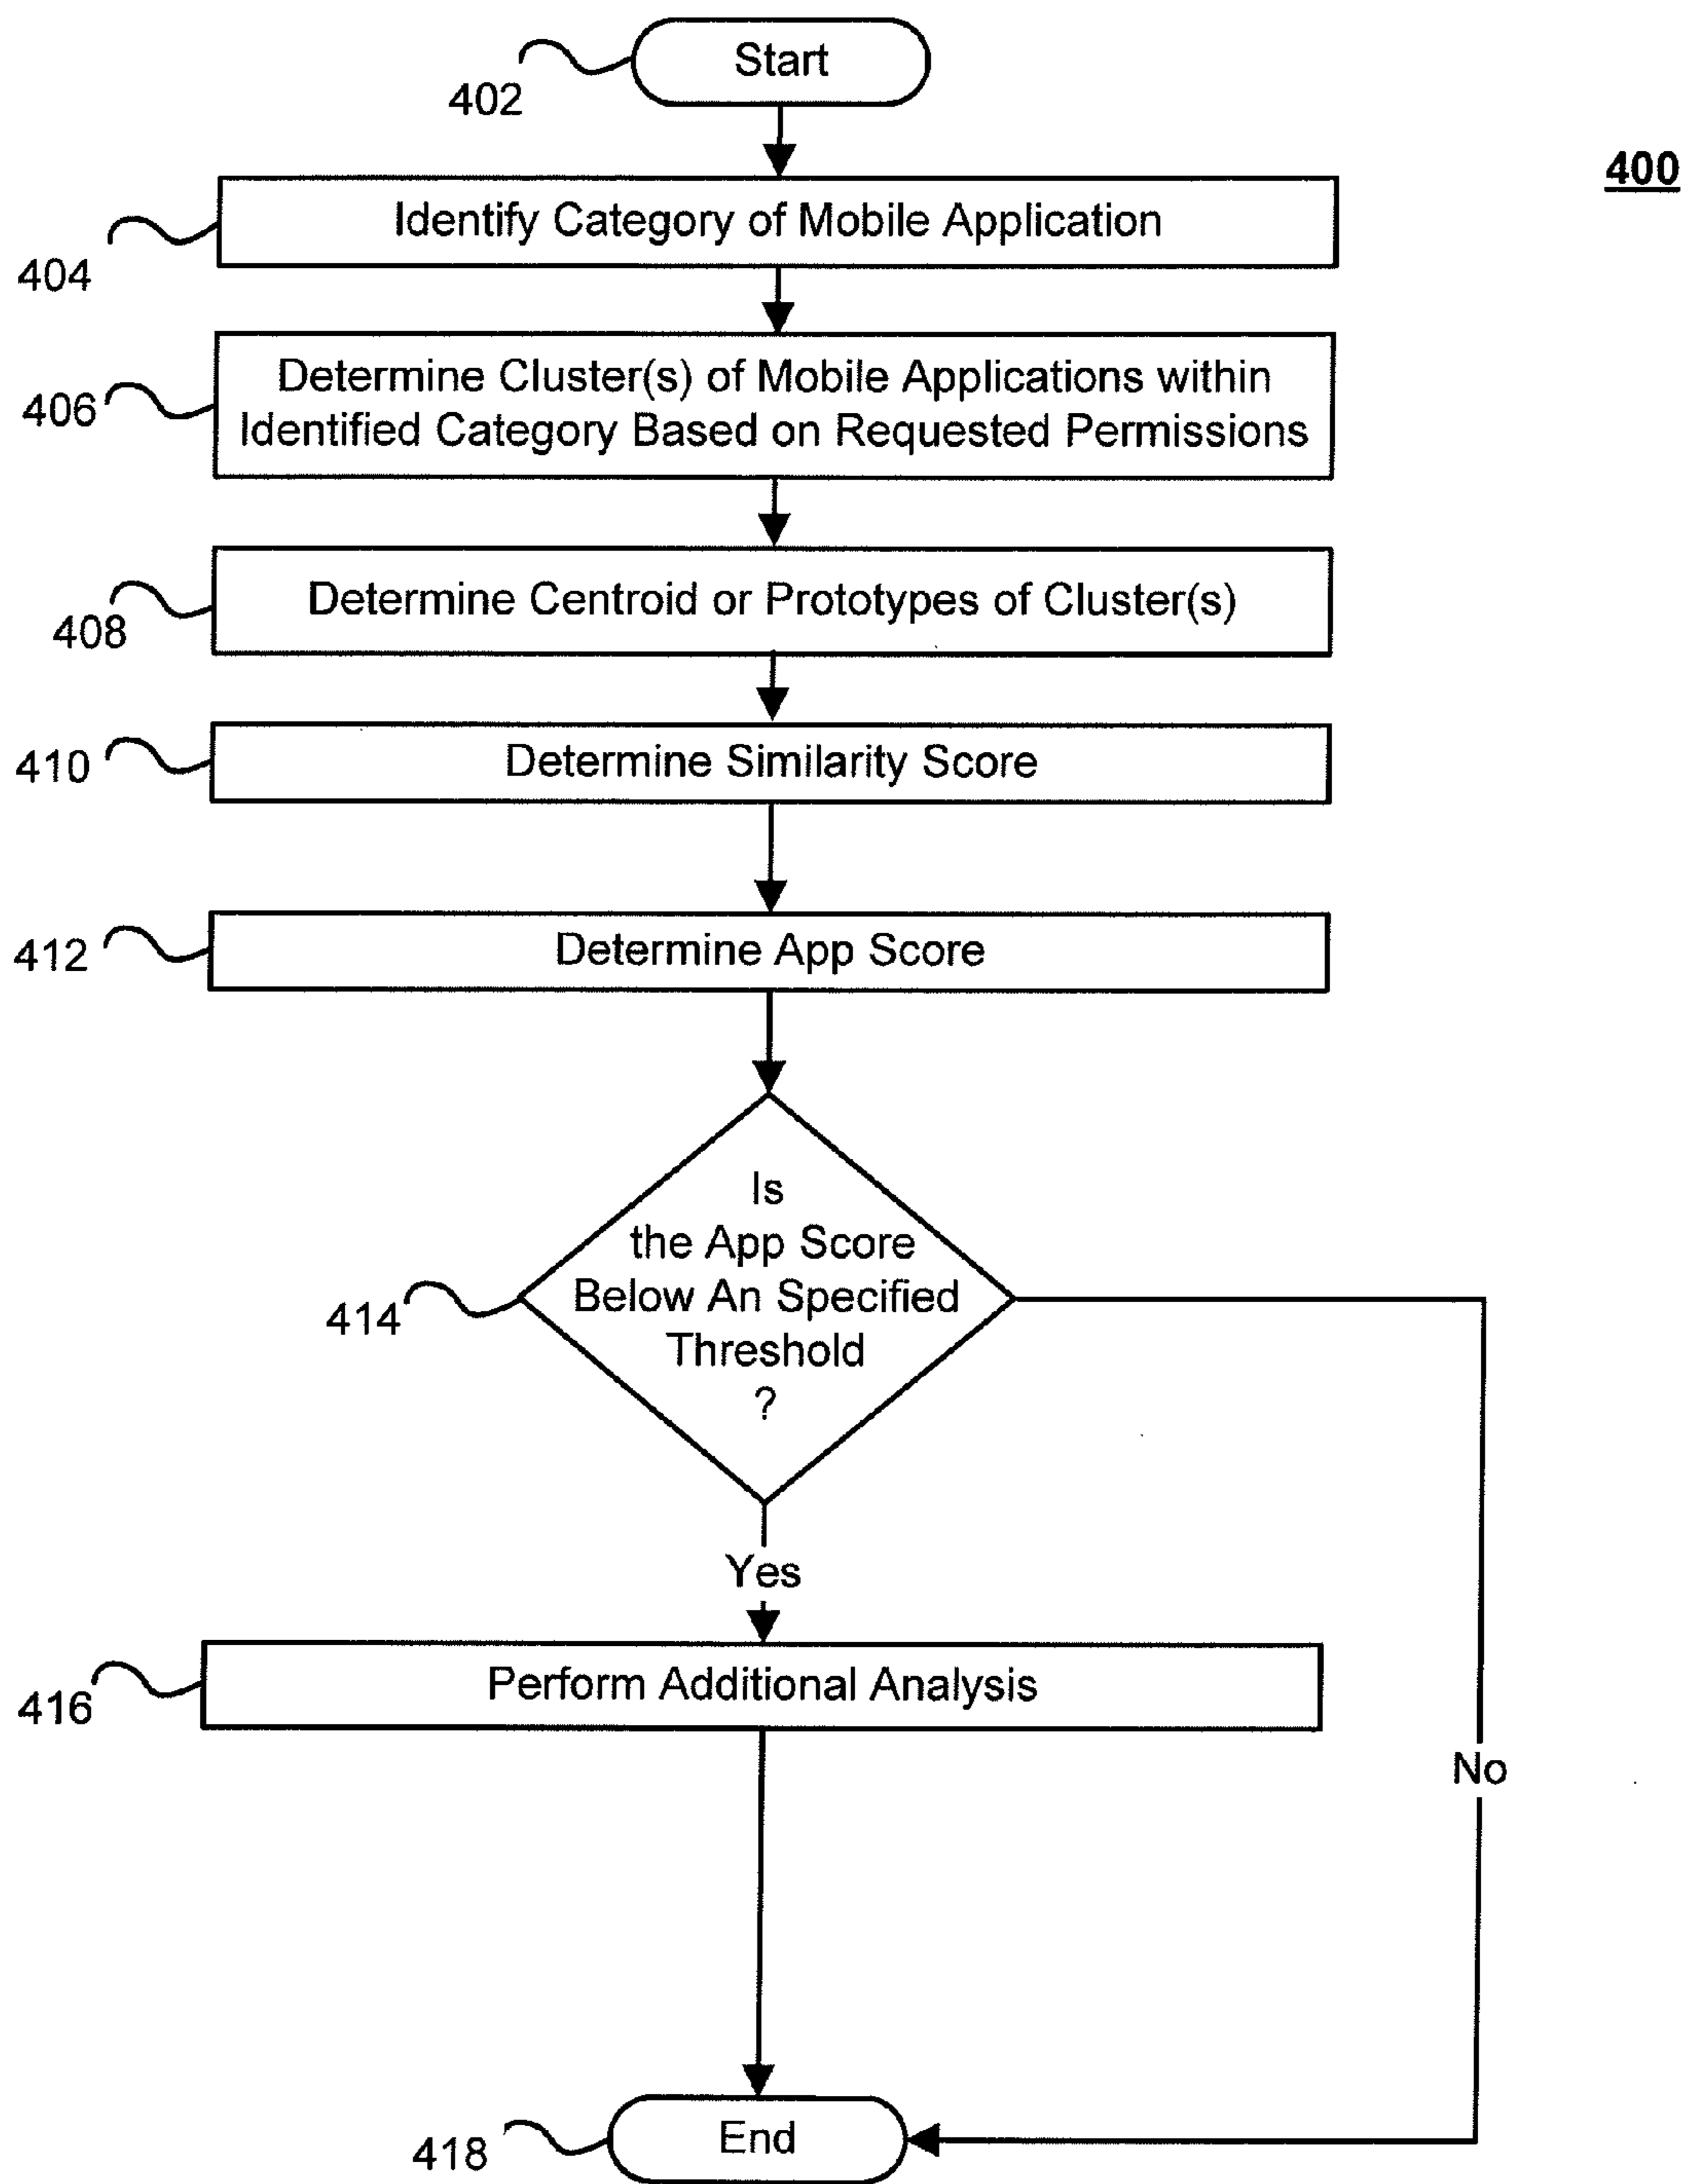 Start
402
400
Identify Category of Mobile Application
404
Determine Cluster(s) of Mobile Applications within
Identified Category Based on Requested Permissions
406
Determine Centroid or Prototypes of Cluster(s)
408
Determine Similarity Score
410
Determine App Score
412
Is
the App Score
Below An Specified
Threshold
?
414
Yes
Perform Additional Analysis
416
No
End
418